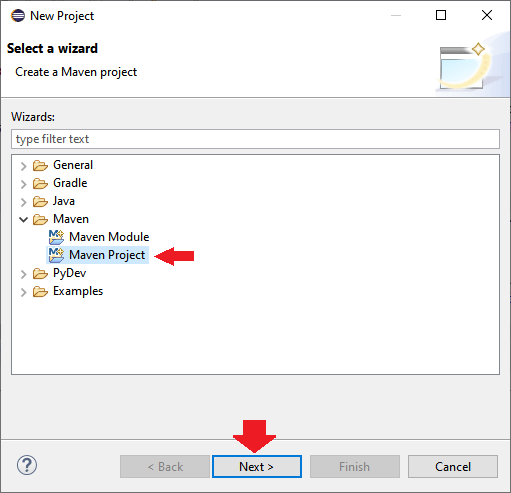 New Project
Select a wizard
Create a Maven project
Wizards:
type filter text
General
Gradle
Java
Maven
Maven Module
Maven Project
PyDev
Examples
?
< Back
Next >
Finish
Cancel